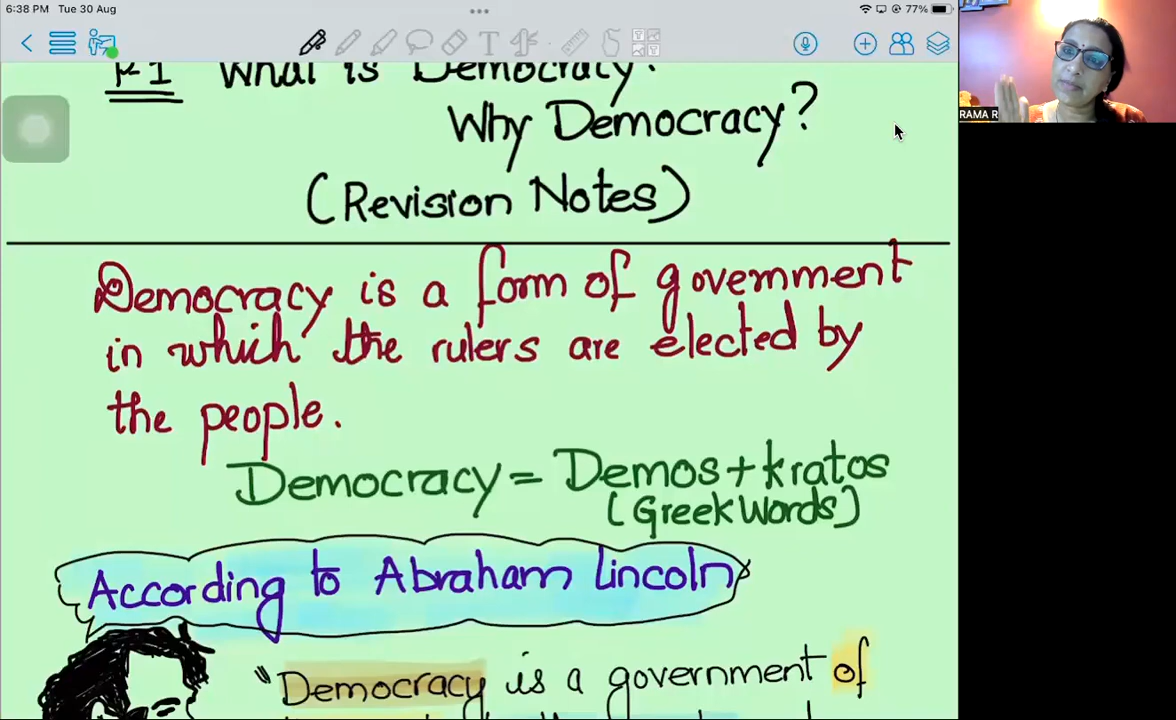 6:38 PM Tue 30 Aug
77%
RAMA R
What is Democracy?
Why Democracy?
(Revision Notes)
Democracy is a form of government
in which the rulers are elected by
the people.
Democracy = Demos + kratos
(Greek Words)
According to Abraham Lincoln
"Democracy is a government of